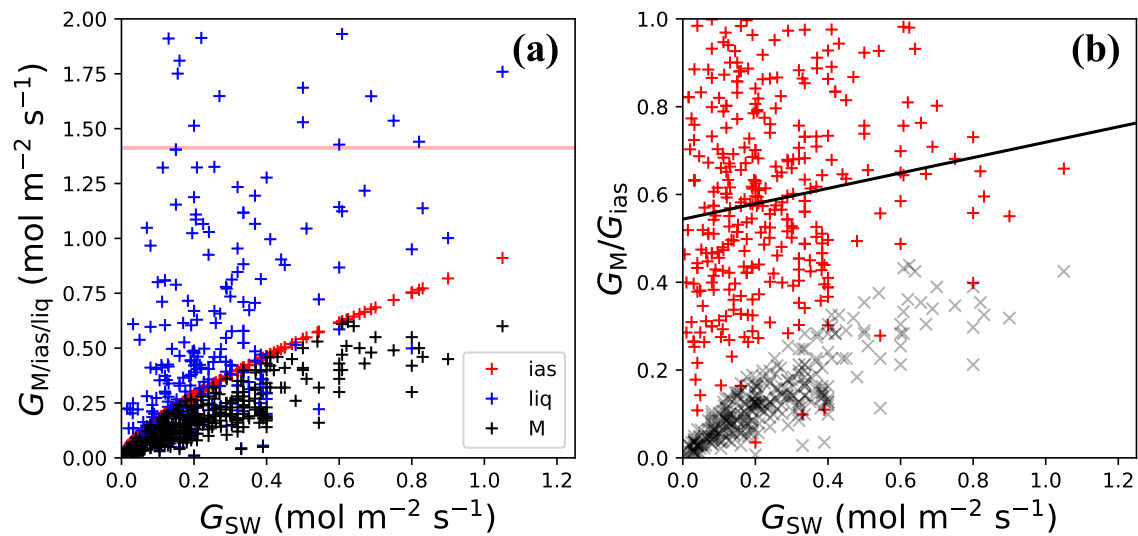 (a)
G_M/ias/liq (mol m⁻² s⁻¹)
2.00
1.75
1.50
1.25
1.00
0.75
0.50
0.25
0.00
ias
liq
M
0.0 0.2 0.4 0.6 0.8 1.0 1.2
G_SW (mol m⁻² s⁻¹)
(b)
G_M/G_ias
1.0
0.8
0.6
0.4
0.2
0.0
0.0 0.2 0.4 0.6 0.8 1.0 1.2
G_SW (mol m⁻² s⁻¹)